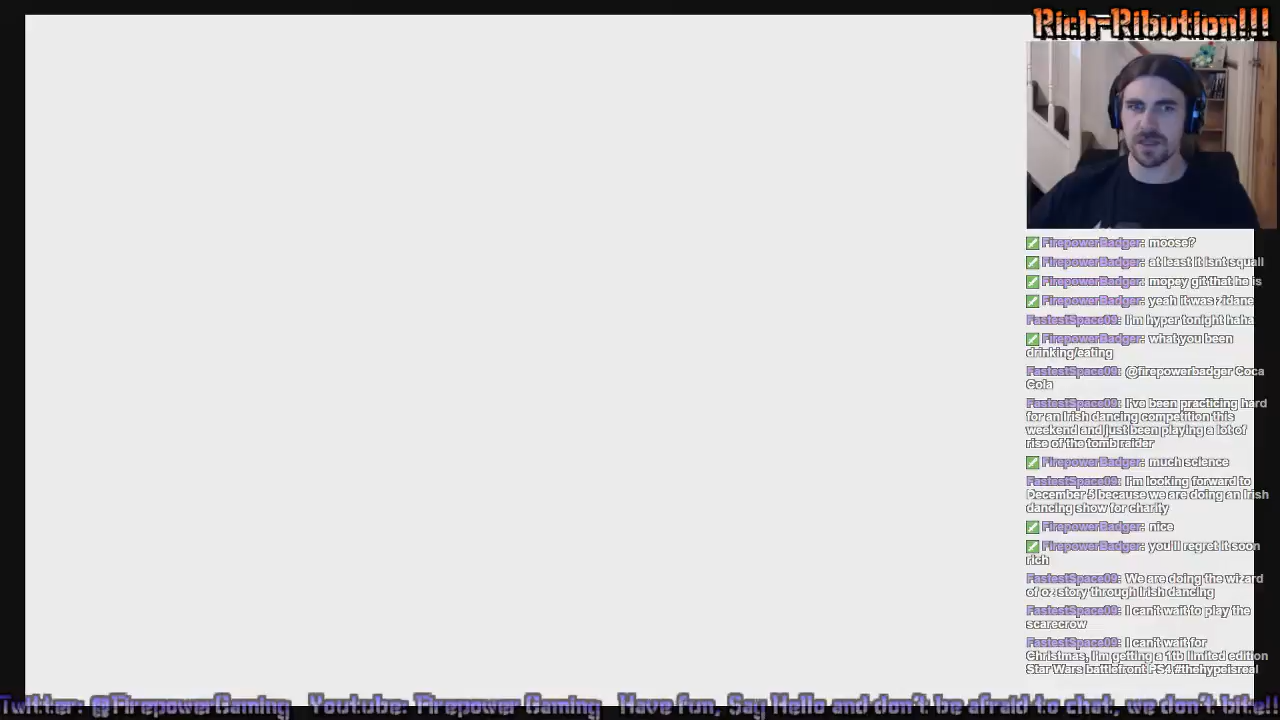 Rich-Ribution!!!
FirepowerBadger: moose?
FirepowerBadger: at least it isnt squall
FirepowerBadger: mopey git that he is
FirepowerBadger: yeah it was zidane
FastestSpace09: I'm hyper tonight haha
FirepowerBadger: what you been
drinking/eating
FastestSpace09: @firepowerbadger Coca
Cola
FastestSpace09: I've been practicing hard
for an Irish dancing competition this
weekend and just been playing a lot of
rise of the tomb raider
FirepowerBadger: much science
FastestSpace09: I'm looking forward to
December 5 because we are doing an Irish
dancing show for charity
FirepowerBadger: nice
FirepowerBadger: you'll regret it soon
rich
FastestSpace09: We are doing the wizard
of oz story through Irish dancing
FastestSpace09: I can't wait to play the
scarecrow
FastestSpace09: I can't wait for
Christmas, I'm getting a 1tb limited edition
Star Wars battlefront PS4 #thehypeisreal
Twitter: @FirepowerGaming Youtube: Firepower Gaming Have fun, Say Hello and don't be afraid to chat, we don't bite!!